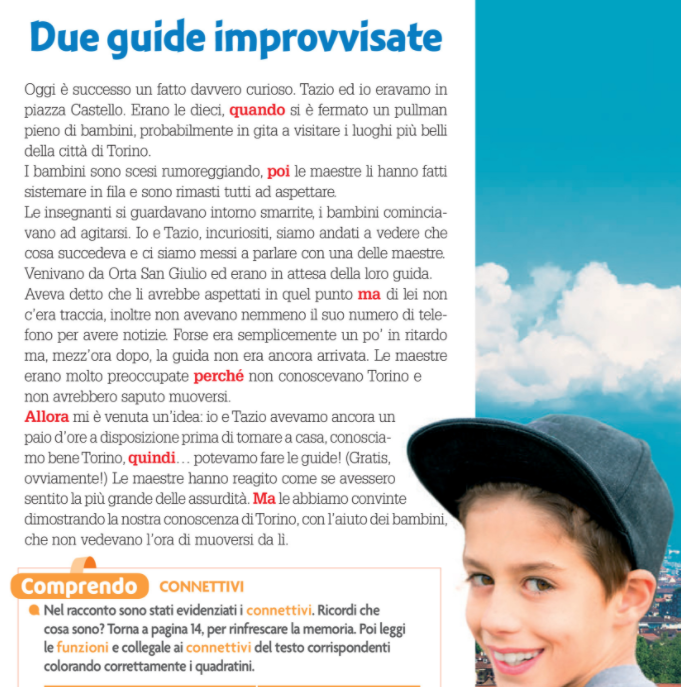 Due guide improvvisate
Oggi è successo un fatto davvero curioso. Tazio ed io eravamo in
piazza Castello. Erano le dieci, quando si è fermato un pullman
pieno di bambini, probabilmente in gita a visitare i luoghi più belli
della città di Torino.
I bambini sono scesi rumoreggiando, poi le maestre li hanno fatti
sistemare in fila e sono rimasti tutti ad aspettare.
Le insegnanti si guardavano intorno smarrite, i bambini comincia-
vano ad agitarsi. Io e Tazio, incuriositi, siamo andati a vedere che
cosa succedeva e ci siamo messi a parlare con una delle maestre.
Venivano da Orta San Giulio ed erano in attesa della loro guida.
Aveva detto che li avrebbe aspettati in quel punto ma di lei non
c'era traccia, inoltre non avevano nemmeno il suo numero di tele-
fono per avere notizie. Forse era semplicemente un po' in ritardo
ma, mezz'ora dopo, la guida non era ancora arrivata. Le maestre
erano molto preoccupate perché non conoscevano Torino e
non avrebbero saputo muoversi.
Allora mi è venuta un'idea: io e Tazio avevamo ancora un
paio d'ore a disposizione prima di tornare a casa, conoscia-
mo bene Torino, quindi... potevamo fare le guide! (Gratis,
ovviamente!) Le maestre hanno reagito come se avessero
sentito la più grande delle assurdità. Ma le abbiamo convinte
dimostrando la nostra conoscenza di Torino, con l'aiuto dei bambini,
che non vedevano l'ora di muoversi da lì.
Comprendo CONNETTIVI
Nel racconto sono stati evidenziati i connettivi. Ricordi che
cosa sono? Torna a pagina 14, per rinfrescare la memoria. Poi leggi
le funzioni e collegale ai connettivi del testo corrispondenti
colorando correttamente i quadratini.